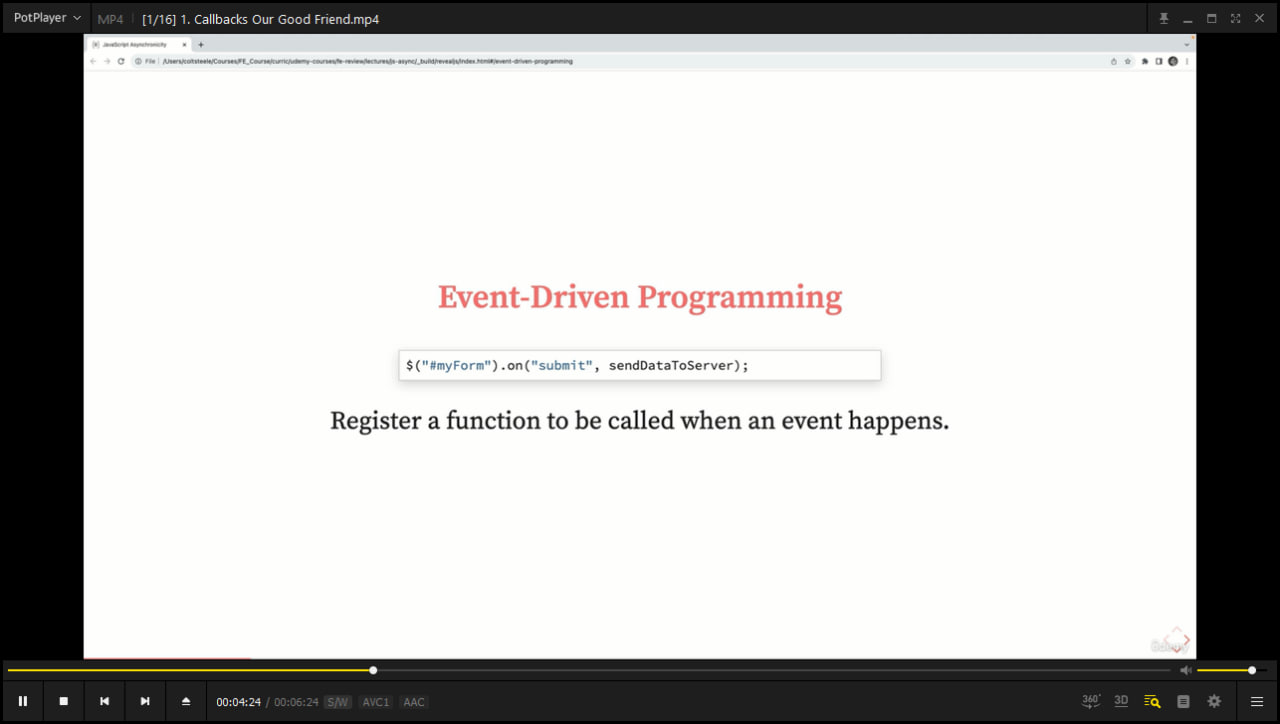 PotPlayer
MP4
[1/16] 1. Callbacks Our Good Friend.mp4
JavaScript Asynchronicity
File
/Users/coltsteele/Courses/FE_Course/curric/udemy-courses/fe-review/lectures/js-async/_build/revealjs/index.html#/event-driven-programming
Event-Driven Programming
$("#myForm").on("submit", sendDataToServer);
Register a function to be called when an event happens.
Udemy
00:04:24 / 00:06:24 S/W AVC1 AAC
360°
3D